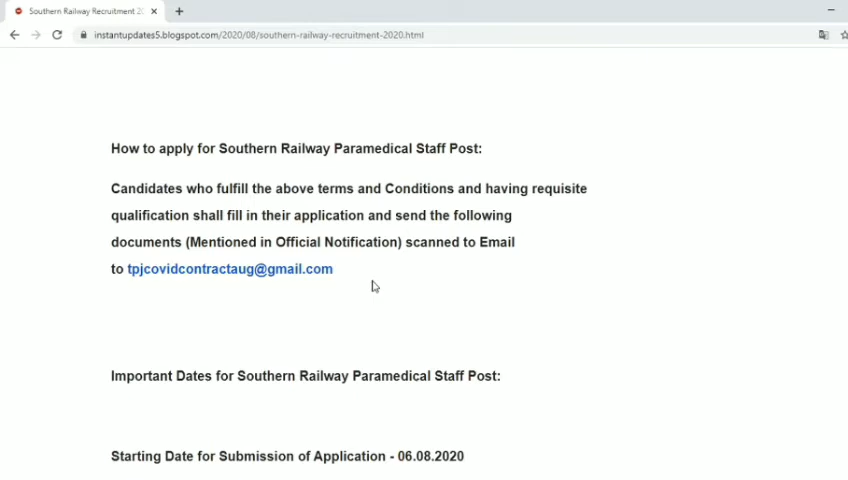 Southern Railway Recruitment 20
instantupdates5.blogspot.com/2020/08/southern-railway-recruitment-2020.html
How to apply for Southern Railway Paramedical Staff Post:
Candidates who fulfill the above terms and Conditions and having requisite
qualification shall fill in their application and send the following
documents (Mentioned in Official Notification) scanned to Email
to tpjcovidcontractaug@gmail.com
Important Dates for Southern Railway Paramedical Staff Post:
Starting Date for Submission of Application - 06.08.2020